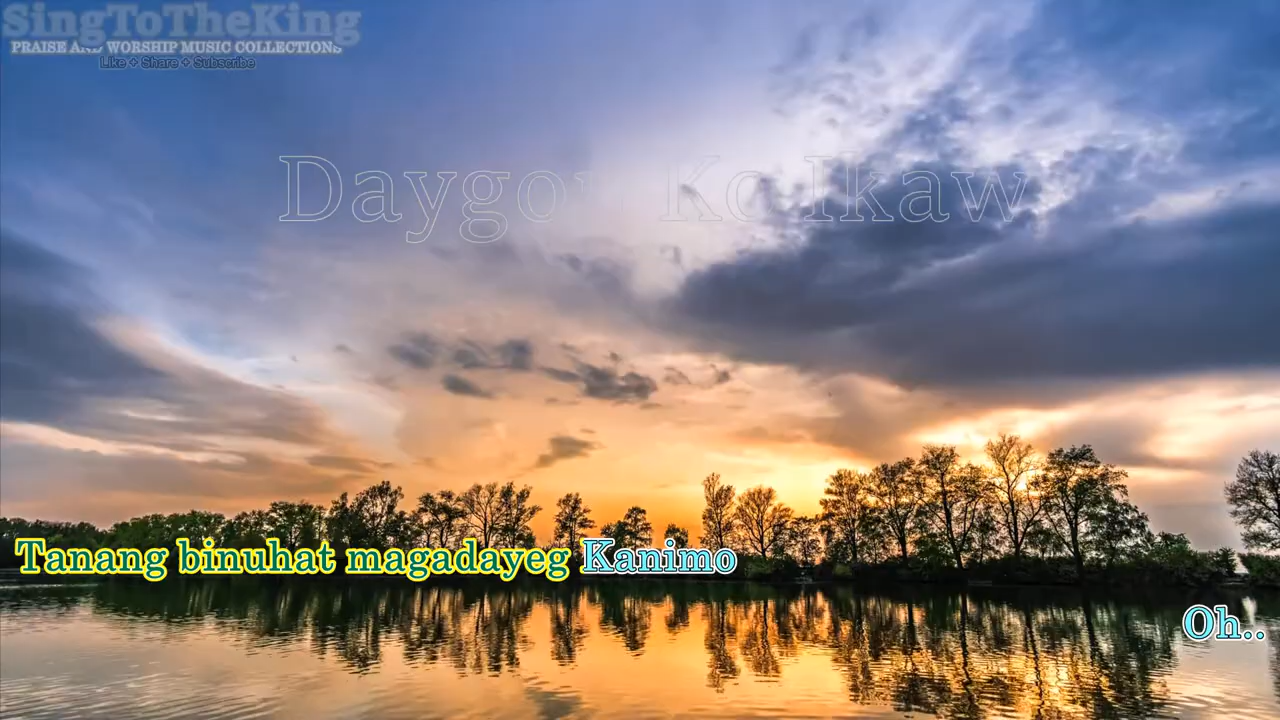 SingToTheKing
PRAISE AND WORSHIP MUSIC COLLECTIONS
Like + Share + Subscribe
Daygon Ko Ikaw
Tanang binuhat magadayeg Kanimo
Oh..